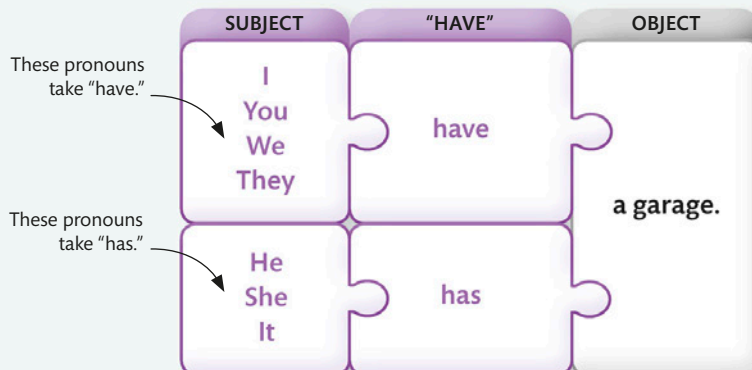 SUBJECT "HAVE" OBJECT
These pronouns
take "have."
I
You
We
They
have
a garage.
These pronouns
take "has."
He
She
It
has